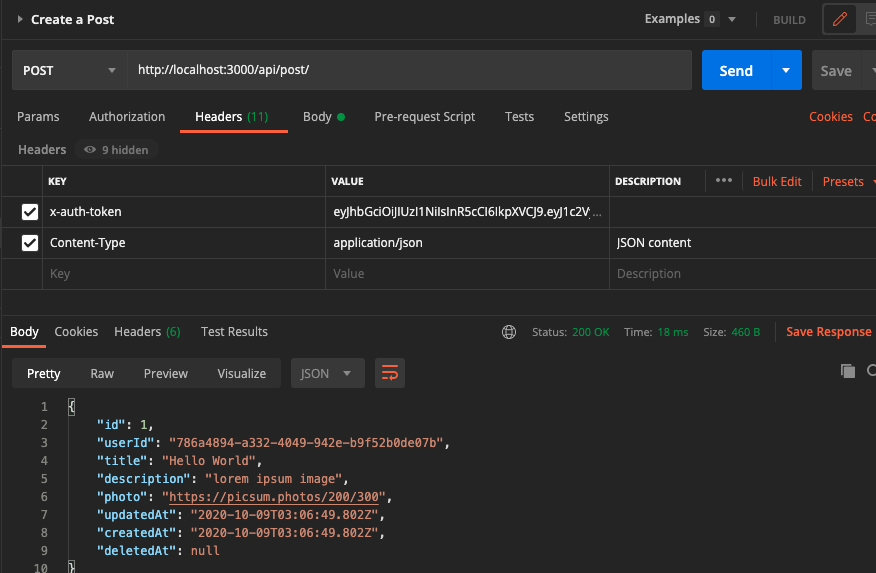 Create a Post
Examples 0 BUILD
POST http://localhost:3000/api/post/ Send Save
Params Authorization Headers (11) Body Pre-request Script Tests Settings Cookies
Headers 9 hidden
KEY VALUE DESCRIPTION ••• Bulk Edit Presets
x-auth-token eyJhbGciOiJIUzI1NiIsInR5cCI6IkpXVCJ9.eyJ1c2V...
Content-Type application/json JSON content
Key Value Description
Body Cookies Headers (6) Test Results Status: 200 OK Time: 18 ms Size: 460 B Save Response
Pretty Raw Preview Visualize JSON
1 {
2 "id": 1,
3 "userId": "786a4894-a332-4049-942e-b9f52b0de07b",
4 "title": "Hello World",
5 "description": "lorem ipsum image",
6 "photo": "https://picsum.photos/200/300",
7 "updatedAt": "2020-10-09T03:06:49.802Z",
8 "createdAt": "2020-10-09T03:06:49.802Z",
9 "deletedAt": null
10 }